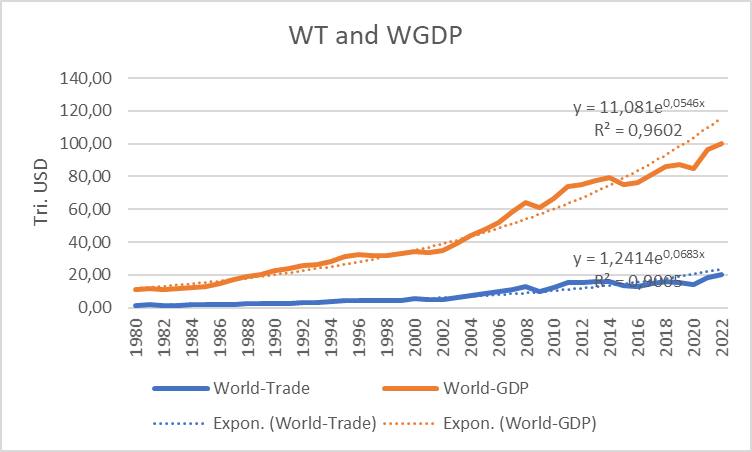 WT and WGDP
Tri. USD
140,00
120,00
100,00
80,00
60,00
40,00
20,00
0,00
y = 11,081e^0,0546x
R² = 0,9602
y = 1,2414e^0,0683x
R² = 0,9005
1980 1982 1984 1986 1988 1990 1992 1994 1996 1998 2000 2002 2004 2006 2008 2010 2012 2014 2016 2018 2020 2022
World-Trade World-GDP
Expon. (World-Trade) Expon. (World-GDP)